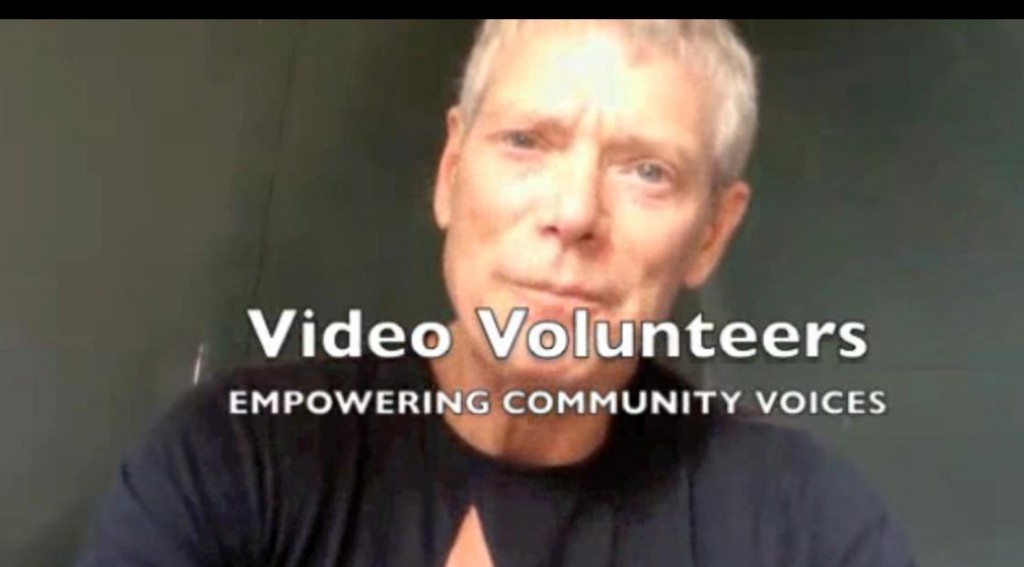 Video Volunteers
EMPOWERING COMMUNITY VOICES